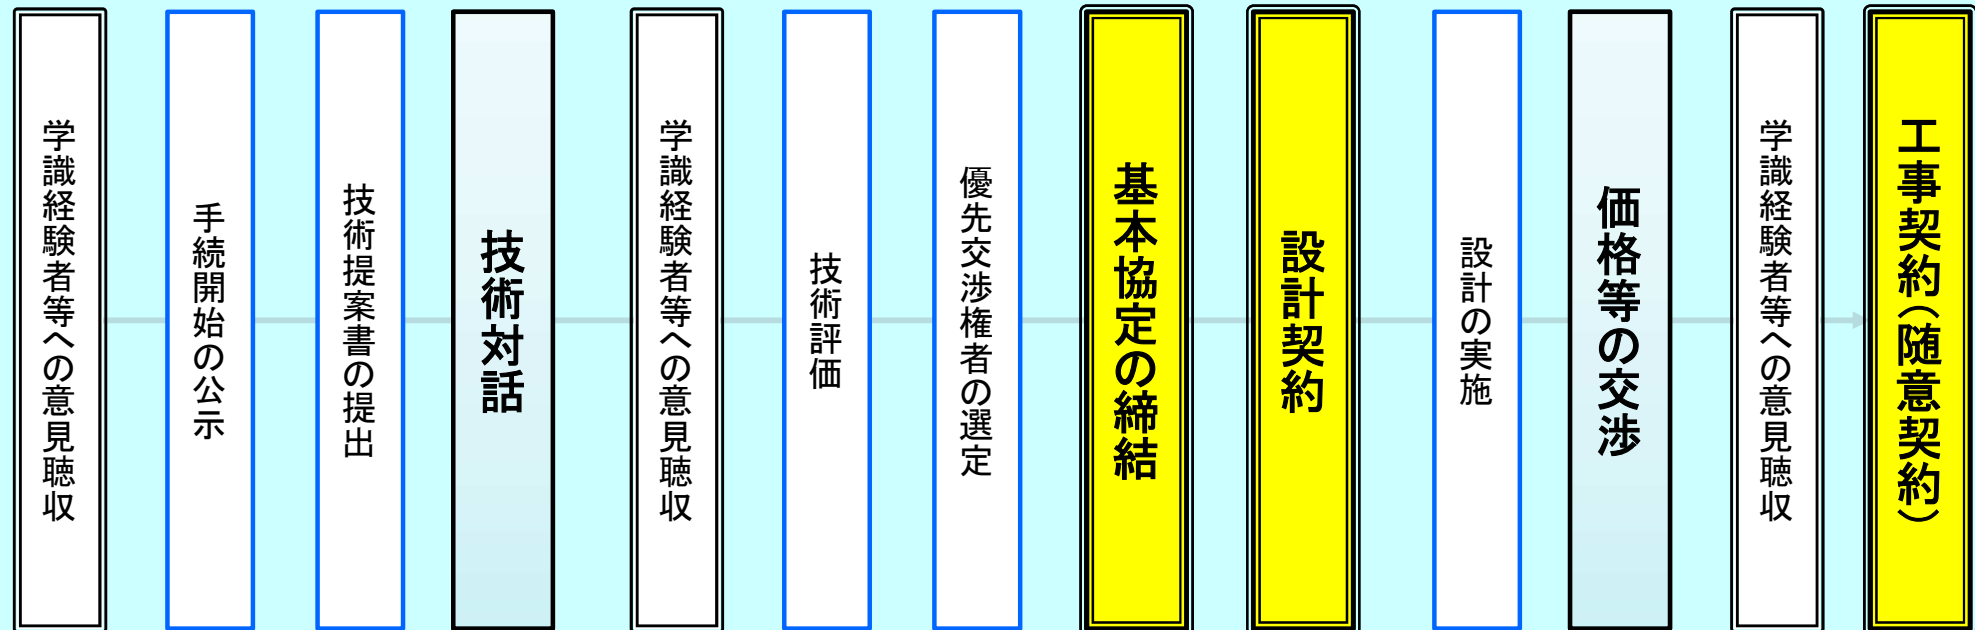 学識経験者等への意見聴収
手続開始の公示
技術提案書の提出
技術対話
学識経験者等への意見聴収
技術評価
優先交渉権者の選定
基本協定の締結
設計契約
設計の実施
価格等の交渉
学識経験者等への意見聴収
工事契約（随意契約）